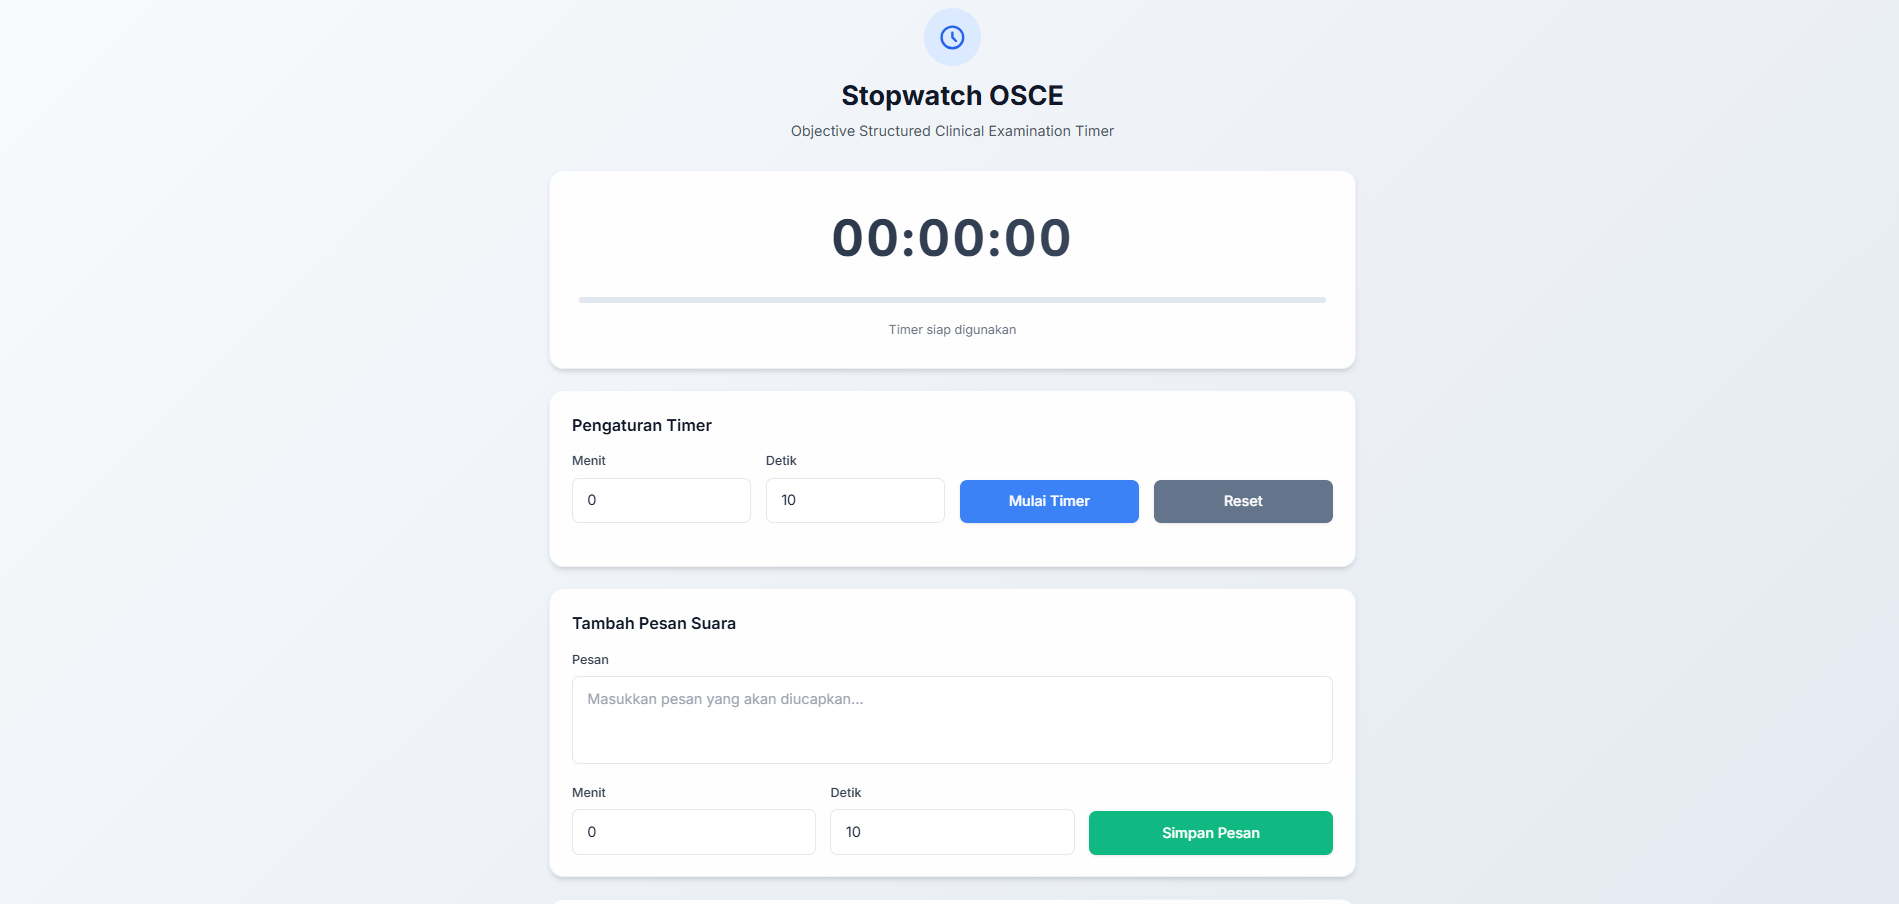 Stopwatch OSCE
Objective Structured Clinical Examination Timer
00:00:00
Timer siap digunakan
Pengaturan Timer
Menit Detik
0 10 Mulai Timer Reset
Tambah Pesan Suara
Pesan
Masukkan pesan yang akan diucapkan...
Menit Detik
0 10 Simpan Pesan